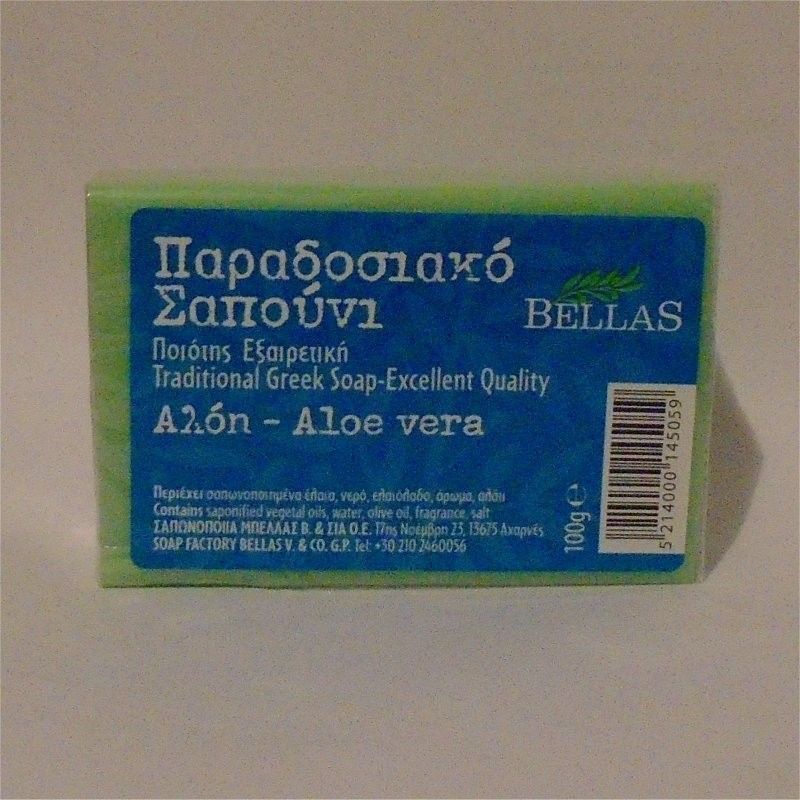 Παραδοσιακό
Σαπούνι
BELLAS
Ποιότης Εξαιρετική
Traditional Greek Soap-Excellent Quality
Αλόη - Aloe vera
Περιέχει σαπωνοποιημένα έλαια, νερό, ελαιόλαδο, άρωμα, αλάτι
Contains saponified vegetal oils, water, olive oil, fragrance, salt
ΣΑΠΩΝΟΠΟΙΙΑ ΜΠΕΛΛΑΣ Β. & ΣΙΑ Ο.Ε. 17ης Νοέμβρη 23, 13675 Αχαρνές
SOAP FACTORY BELLAS V. & CO. G.P. Tel: +30 210 2460056
100g ℮
5 214000 145059